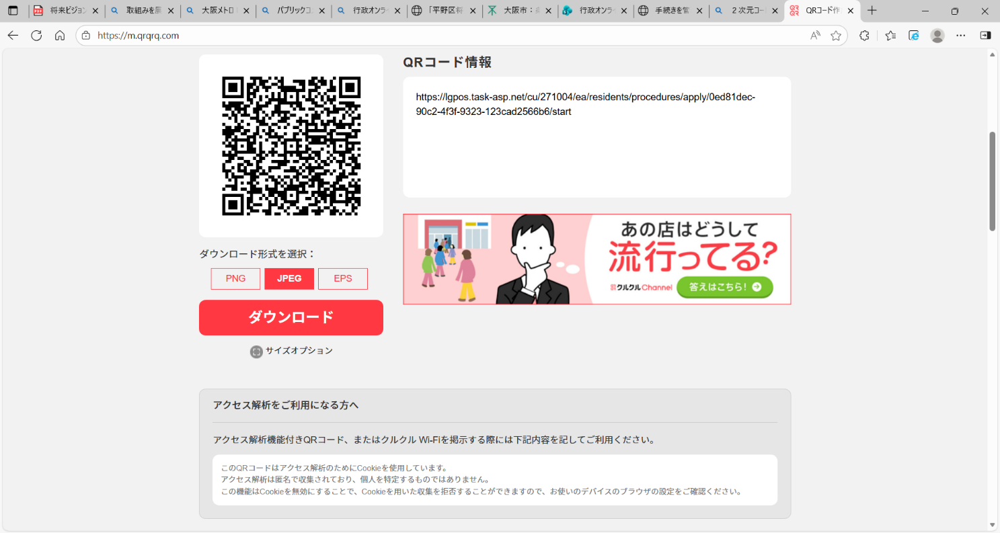 将来ビジョン
取組みを展
大阪メトロ
パブリックコ
行政オンラ
「平野区将
大阪市：
行政オンラ
手続きを管
２次元コー
QRコード作
https://m.qrqrq.com
QRコード情報
https://lgpos.task-asp.net/cu/271004/ea/residents/procedures/apply/0ed81dec-
90c2-4f3f-9323-123cad2566b6/start
あの店はどうして
流行ってる?
クルクル Channel
答えはこちら！
ダウンロード形式を選択：
PNG
JPEG
EPS
ダウンロード
サイズオプション
アクセス解析をご利用になる方へ
アクセス解析機能付きQRコード、またはクルクル Wi-Fiを掲示する際には下記内容を記してご利用ください。
このQRコードはアクセス解析のためにCookieを使用しています。
アクセス解析は匿名で収集されており、個人を特定するものではありません。
この機能はCookieを無効にすることで、Cookieを用いた収集を拒否することができますので、お使いのデバイスのブラウザの設定をご確認ください。